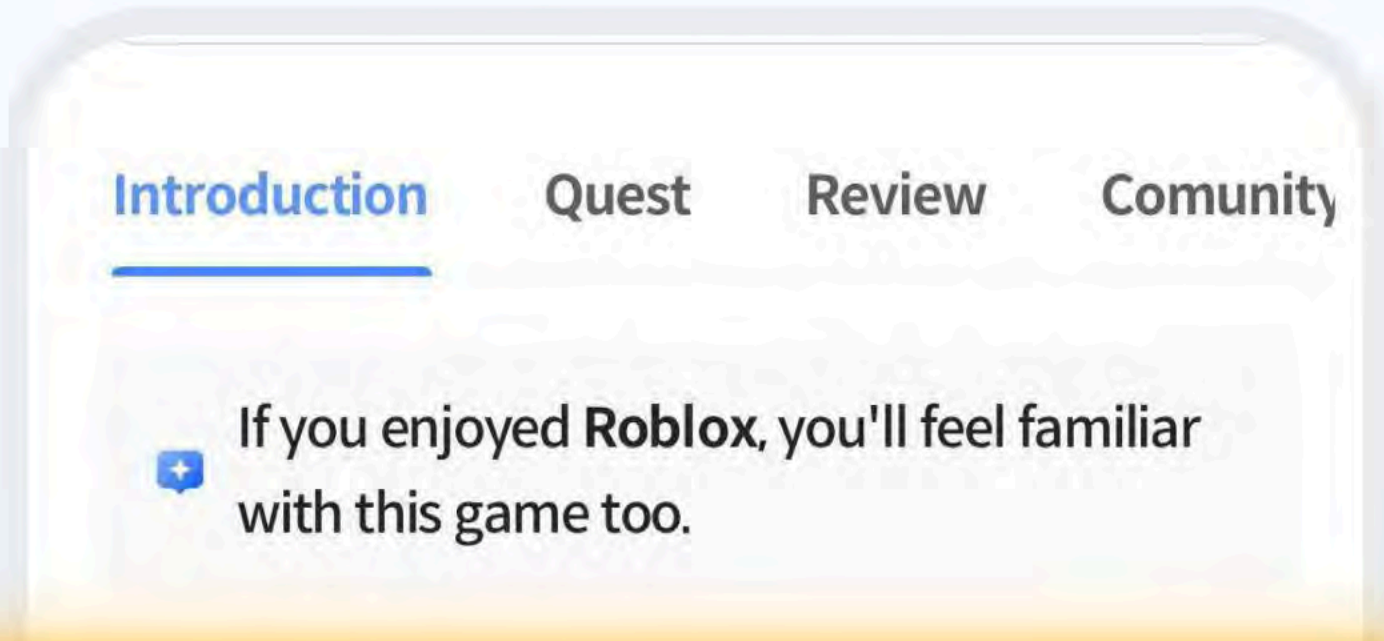 Introduction Quest Review Comunity
If you enjoyed Roblox, you'll feel familiar
with this game too.